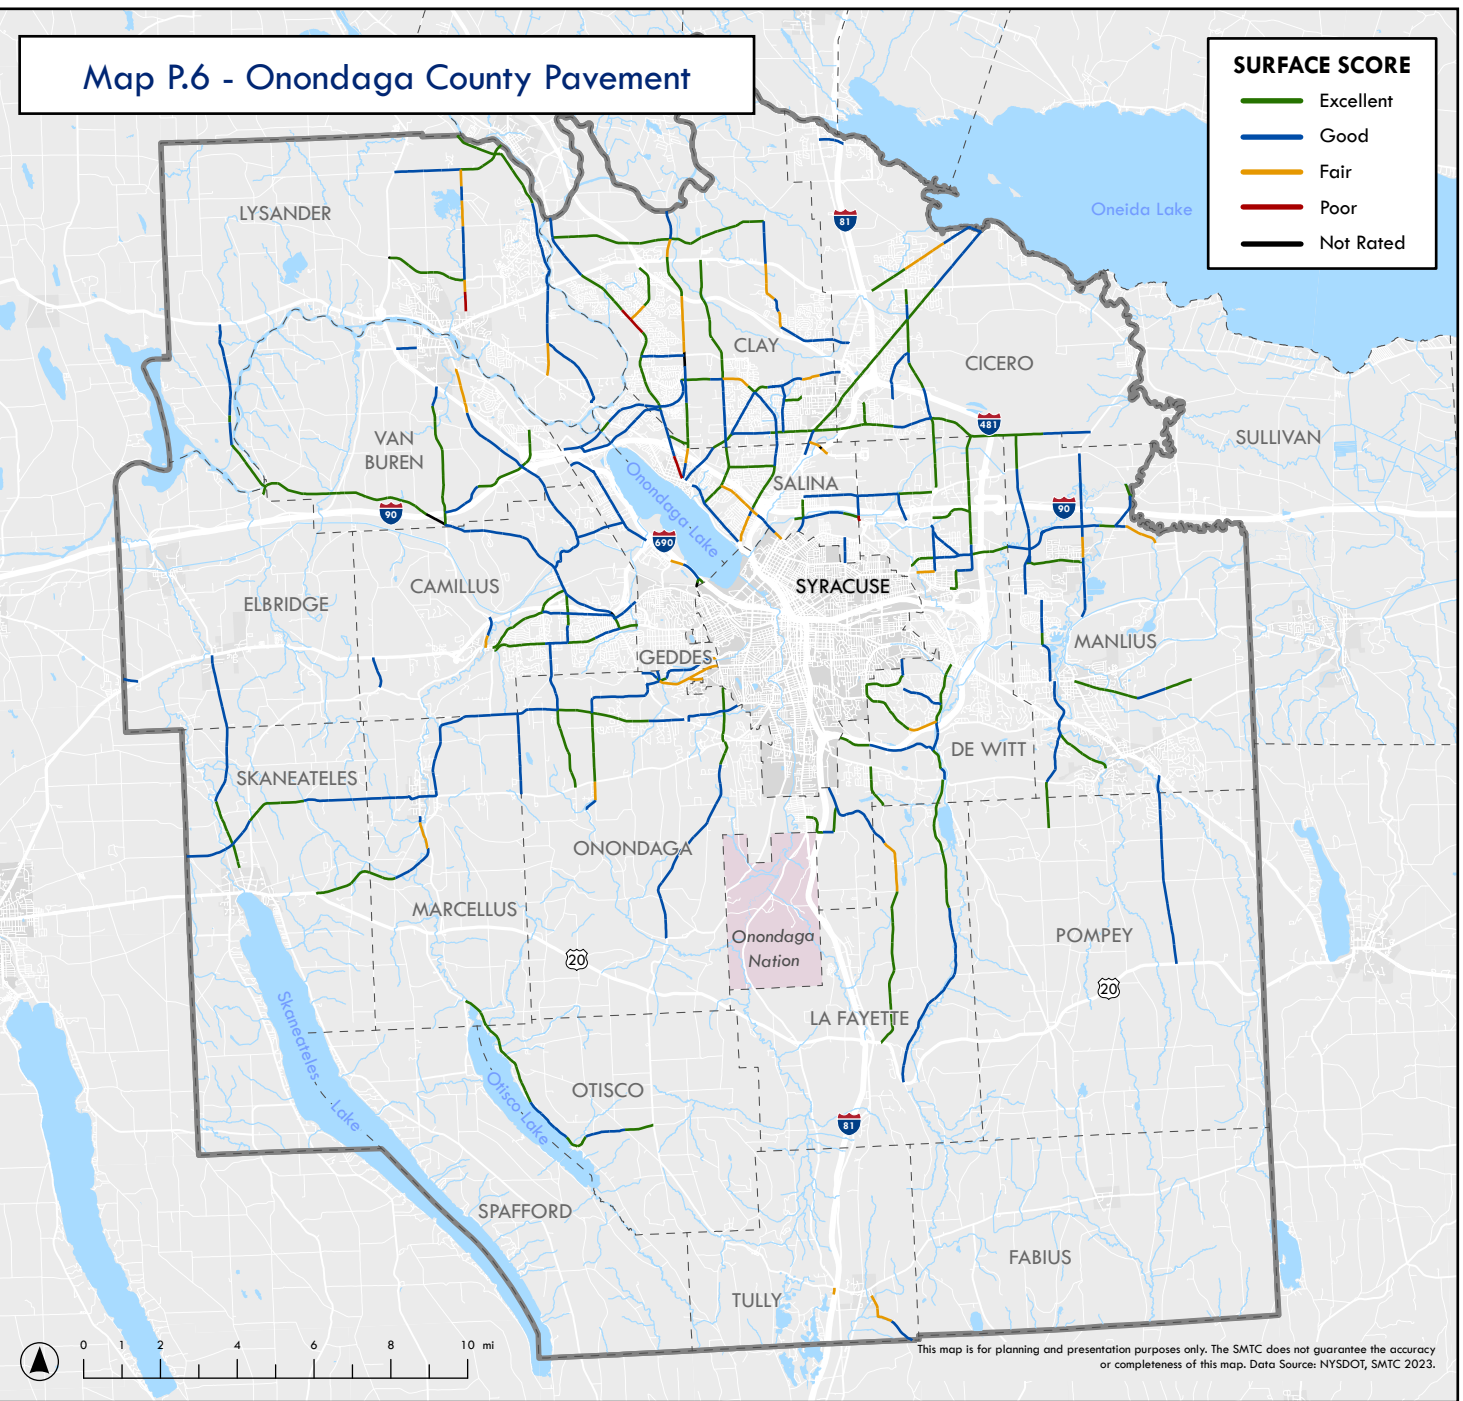 Map P.6 - Onondaga County Pavement
SURFACE SCORE
Excellent
Good
Fair
Poor
Not Rated
Oneida Lake
81
LYSANDER
CLAY
CICERO
481
SULLIVAN
VAN
BUREN
90
SALINA
90
Onondaga Lake
690
SYRACUSE
CAMILLUS
ELBRIDGE
MANLIUS
GEDDES
DE WITT
SKANEATELES
ONONDAGA
MARCELLUS
Onondaga
Nation
POMPEY
20
20
LA FAYETTE
Skaneateles
Lake
Otisco Lake
OTISCO
81
SPAFFORD
FABIUS
TULLY
0 1 2 4 6 8 10 mi
This map is for planning and presentation purposes only. The SMTC does not guarantee the accuracy
or completeness of this map. Data Source: NYSDOT, SMTC 2023.